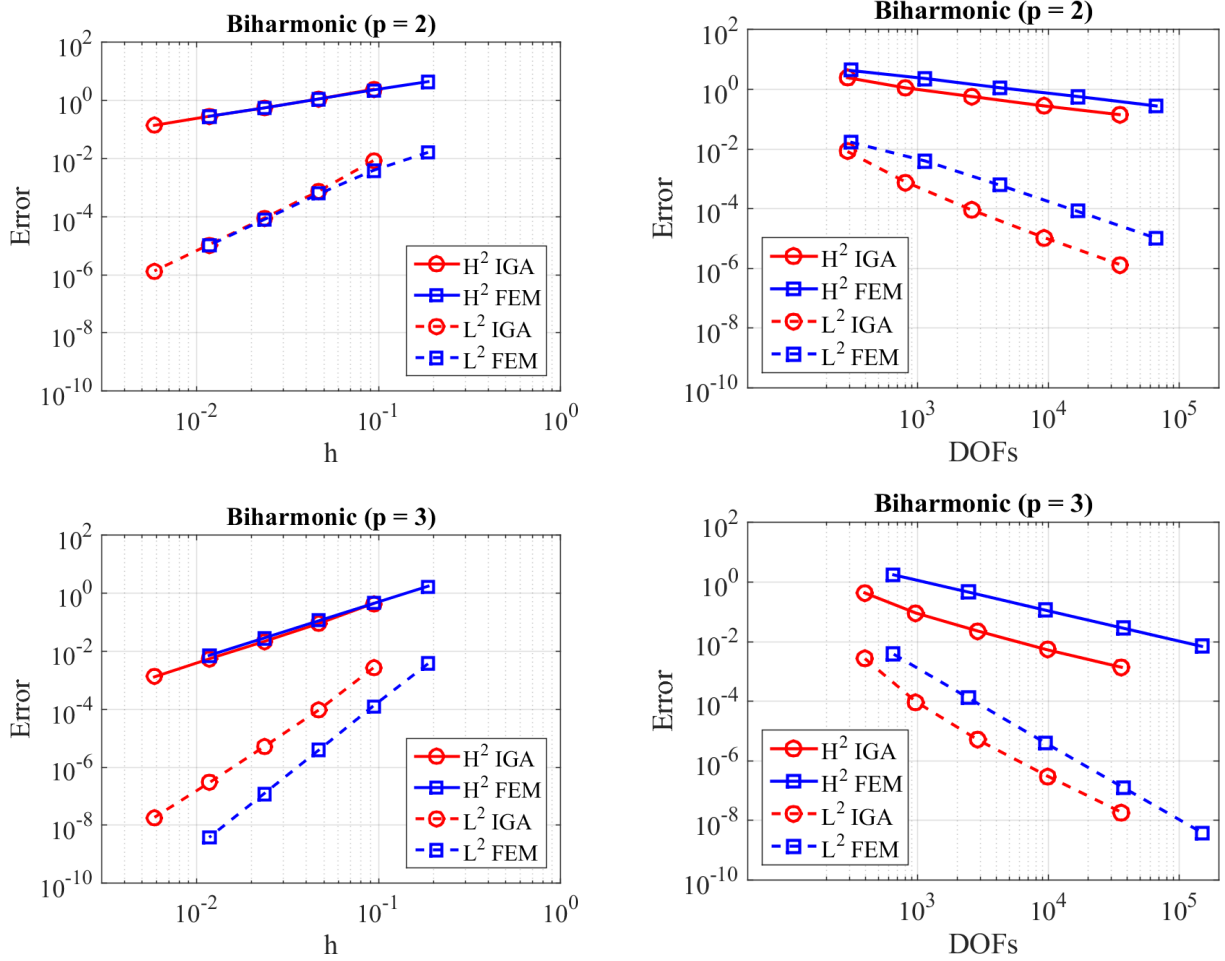 Biharmonic (p = 2)
Error
10^2
10^0
10^-2
10^-4
10^-6
10^-8
10^-10
10^-2
10^-1
10^0
h
H^2 IGA
H^2 FEM
L^2 IGA
L^2 FEM
Biharmonic (p = 2)
Error
10^2
10^0
10^-2
10^-4
10^-6
10^-8
10^-10
10^3
10^4
10^5
DOFs
H^2 IGA
H^2 FEM
L^2 IGA
L^2 FEM
Biharmonic (p = 3)
Error
10^2
10^0
10^-2
10^-4
10^-6
10^-8
10^-10
10^-2
10^-1
10^0
h
H^2 IGA
H^2 FEM
L^2 IGA
L^2 FEM
Biharmonic (p = 3)
Error
10^2
10^0
10^-2
10^-4
10^-6
10^-8
10^-10
10^3
10^4
10^5
DOFs
H^2 IGA
H^2 FEM
L^2 IGA
L^2 FEM